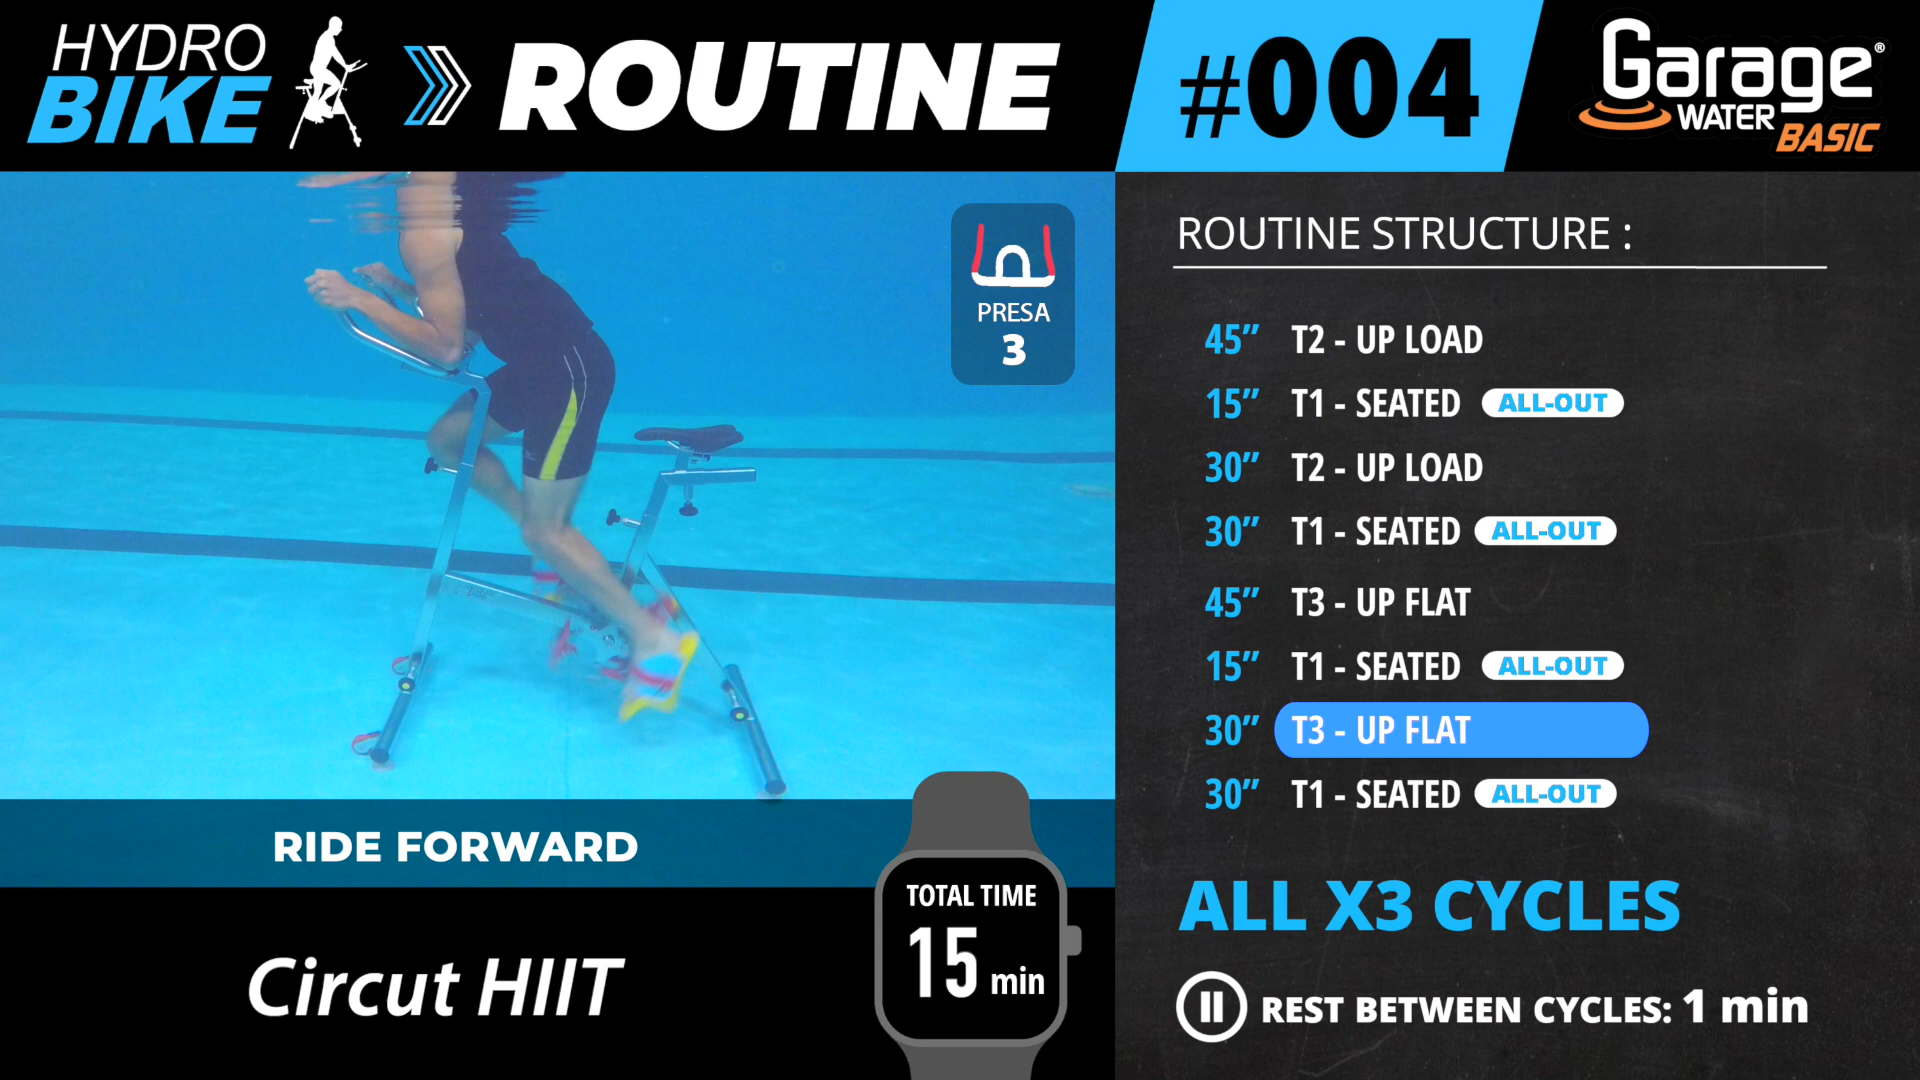 HYDRO
BIKE
ROUTINE
#004
Garage®
WATER
BASIC
PRESA
3
RIDE FORWARD
Circut HIIT
TOTAL TIME
15 min
ROUTINE STRUCTURE :
45” T2 - UP LOAD
15” T1 - SEATED ALL-OUT
30” T2 - UP LOAD
30” T1 - SEATED ALL-OUT
45” T3 - UP FLAT
15” T1 - SEATED ALL-OUT
30” T3 - UP FLAT
30” T1 - SEATED ALL-OUT
ALL X3 CYCLES
REST BETWEEN CYCLES: 1 min